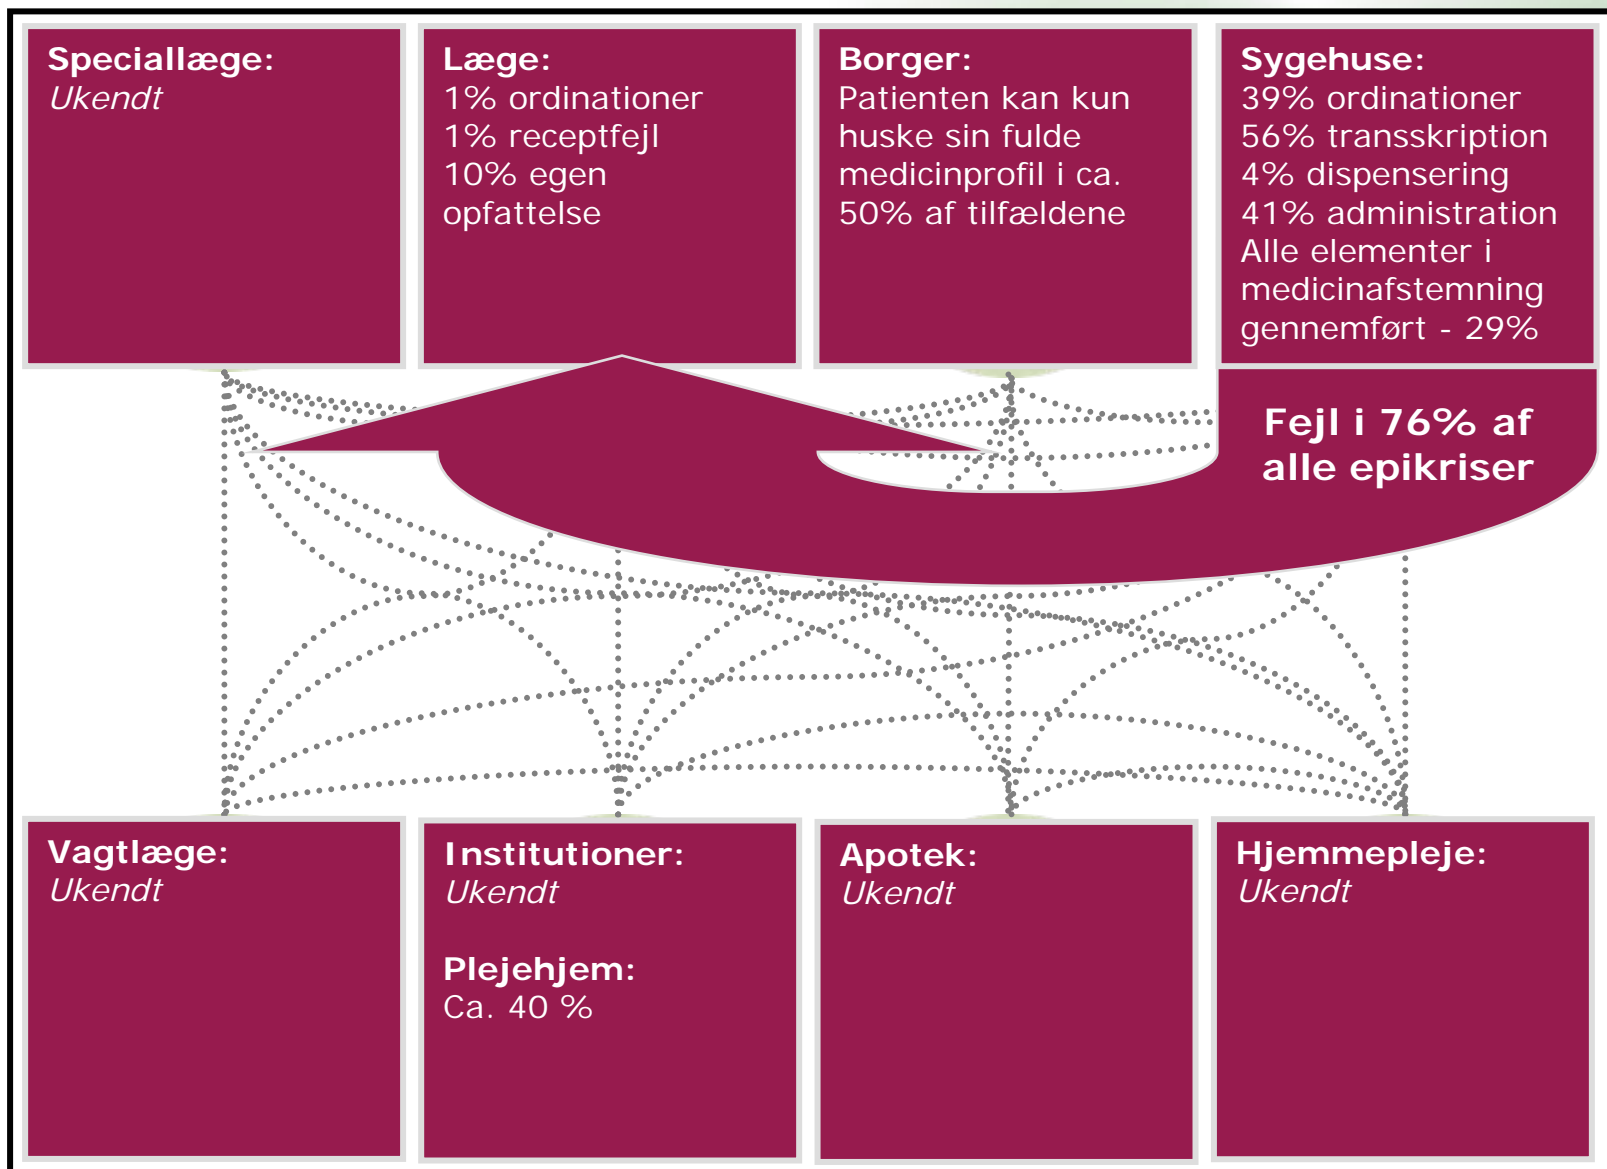 Speciallæge:
Ukendt
Læge:
1% ordinationer
1% receptfejl
10% egen
opfattelse
Borger:
Patienten kan kun
huske sin fulde
medicinprofil i ca.
50% af tilfældene
Sygehuse:
39% ordinationer
56% transskription
4% dispensering
41% administration
Alle elementer i
medicinafstemning
gennemført - 29%
Fejl i 76% af
alle epikriser
Vagtlæge:
Ukendt
Institutioner:
Ukendt
Plejehjem:
Ca. 40 %
Apotek:
Ukendt
Hjemmepleje:
Ukendt